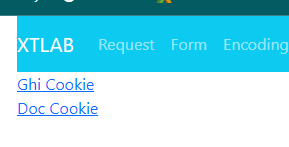 XTLAB Request Form Encoding
Ghi Cookie
Doc Cookie